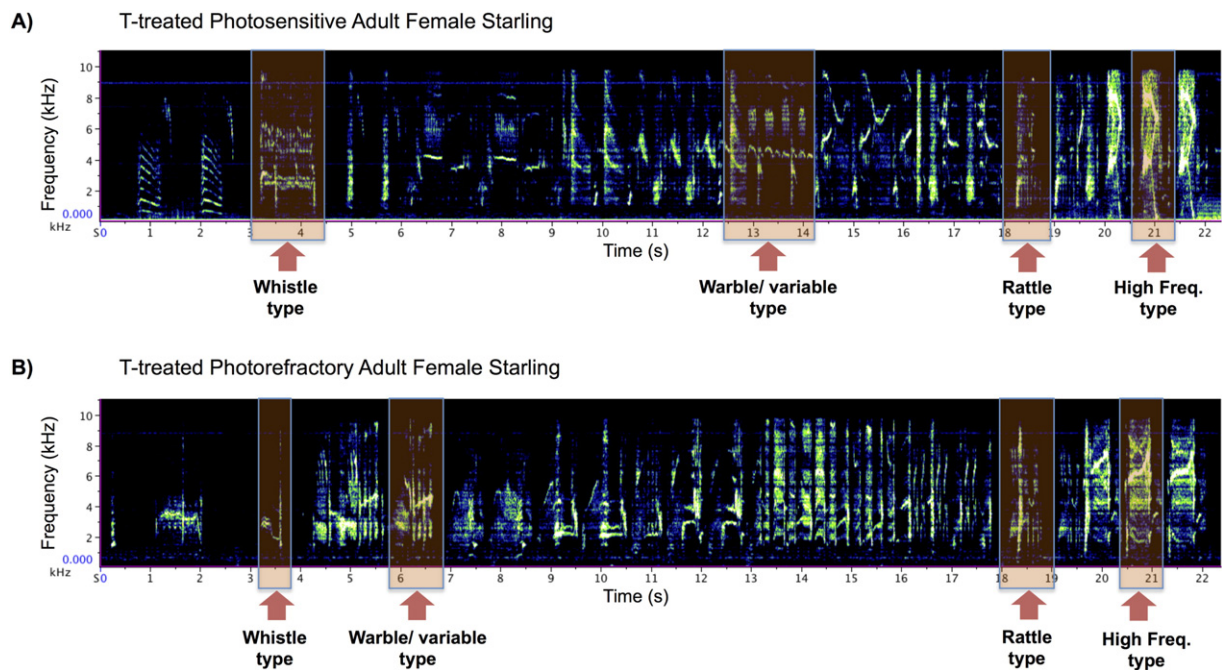 A) T-treated Photosensitive Adult Female Starling
Frequency (kHz)
10
8
6
4
2
0.000
kHz
S0 1 2 3 4 5 6 7 8 9 10 11 12 13 14 15 16 17 18 19 20 21 22
Time (s)
Whistle type
Warble/ variable type
Rattle type
High Freq. type
B) T-treated Photorefractory Adult Female Starling
Frequency (kHz)
10
8
6
4
2
0.000
kHz
S0 1 2 3 4 5 6 7 8 9 10 11 12 13 14 15 16 17 18 19 20 21 22
Time (s)
Whistle type
Warble/ variable type
Rattle type
High Freq. type